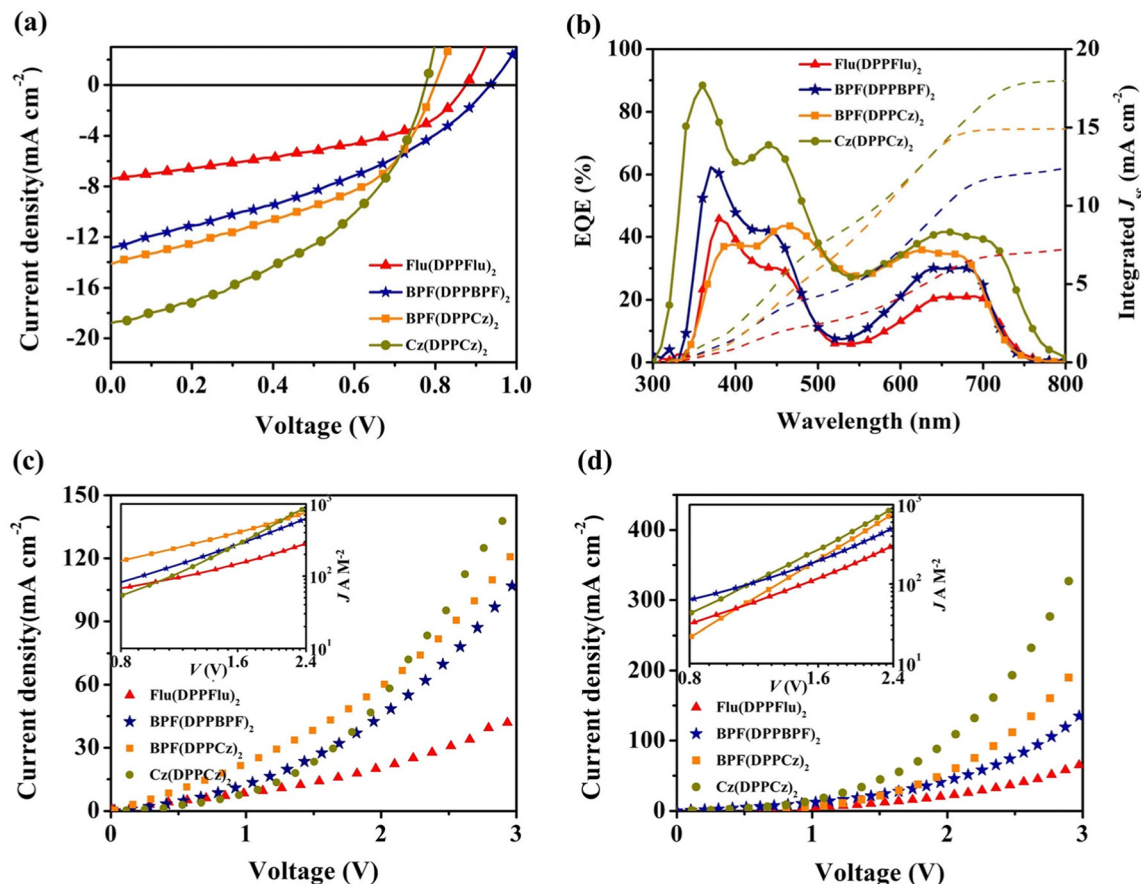 (a)
Current density(mA cm-2)
0
-4
-8
-12
-16
-20
0.0 0.2 0.4 0.6 0.8 1.0
Voltage (V)
Flu(DPPFlu)2
BPF(DPPBPF)2
BPF(DPPCz)2
Cz(DPPCz)2
(b)
EQE (%)
100
80
60
40
20
0
300 400 500 600 700 800
Wavelength (nm)
20
15
10
5
0
Integrated Jsc (mA cm-2)
Flu(DPPFlu)2
BPF(DPPBPF)2
BPF(DPPCz)2
Cz(DPPCz)2
(c)
Current density(mA cm-2)
150
120
90
60
30
0
0 1 2 3
Voltage (V)
103
102
101
J A M-2
0.8 1.6 2.4
V (V)
Flu(DPPFlu)2
BPF(DPPBPF)2
BPF(DPPCz)2
Cz(DPPCz)2
(d)
Current density(mA cm-2)
400
300
200
100
0
0 1 2 3
Voltage (V)
103
102
101
J A M-2
0.8 1.6 2.4
V (V)
Flu(DPPFlu)2
BPF(DPPBPF)2
BPF(DPPCz)2
Cz(DPPCz)2